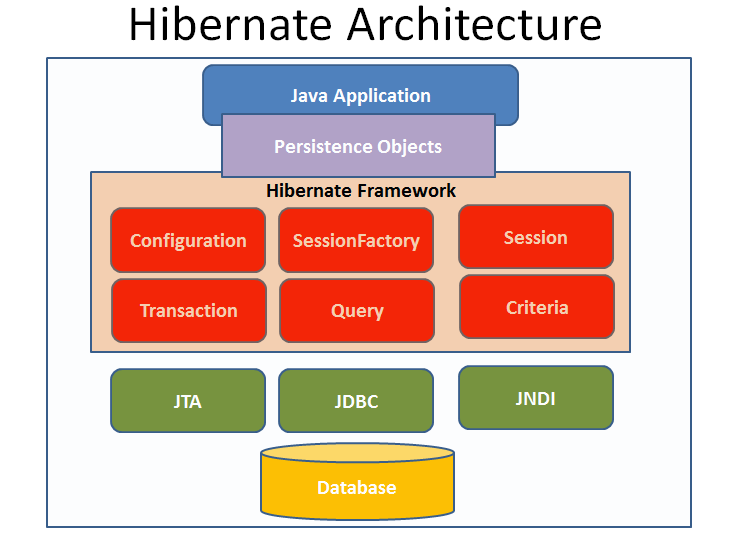 Hibernate Architecture
Java Application
Persistence Objects
Hibernate Framework
Configuration
SessionFactory
Session
Transaction
Query
Criteria
JTA
JDBC
JNDI
Database